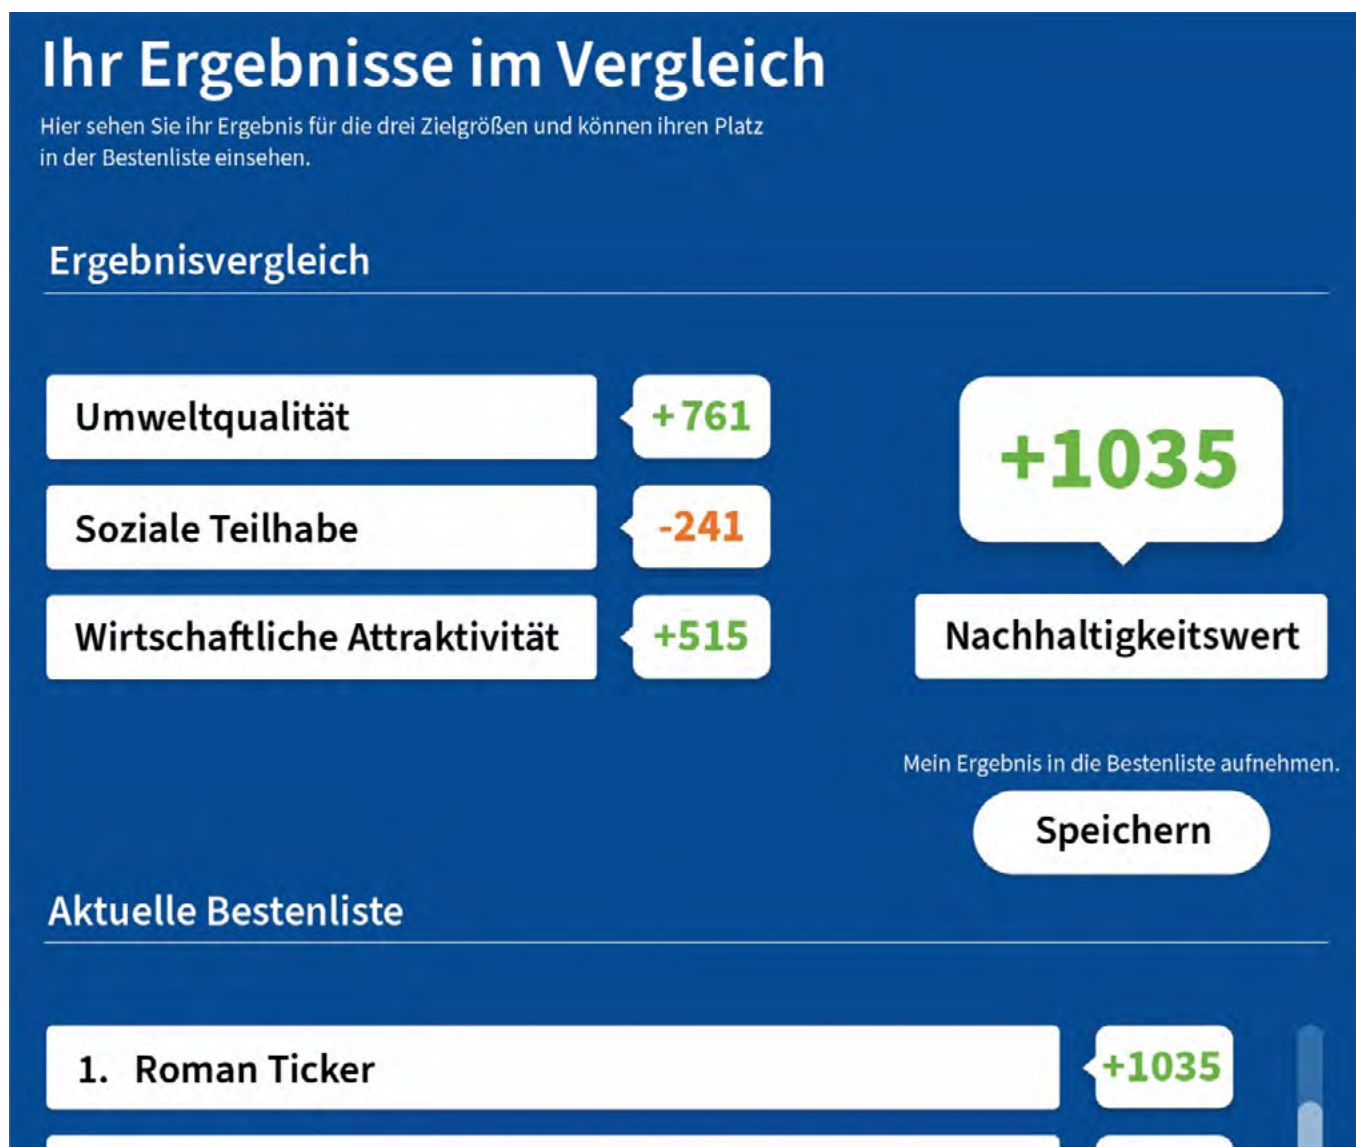 Ihr Ergebnisse im Vergleich
Hier sehen Sie ihr Ergebnis für die drei Zielgrößen und können ihren Platz
in der Bestenliste einsehen.
Ergebnisvergleich
Umweltqualität
+761
Soziale Teilhabe
-241
Wirtschaftliche Attraktivität
+515
+1035
Nachhaltigkeitswert
Mein Ergebnis in die Bestenliste aufnehmen.
Speichern
Aktuelle Bestenliste
1. Roman Ticker
+1035